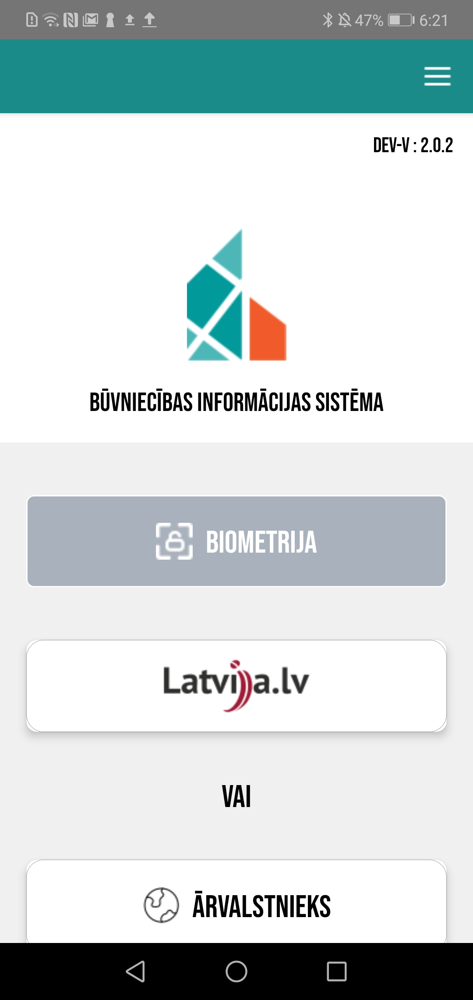 47% 6:21
DEV-V : 2.0.2
BŪVNIECĪBAS INFORMĀCIJAS SISTĒMA
BIOMETRIJA
Latvija.lv
VAI
ĀRVALSTNIEKS